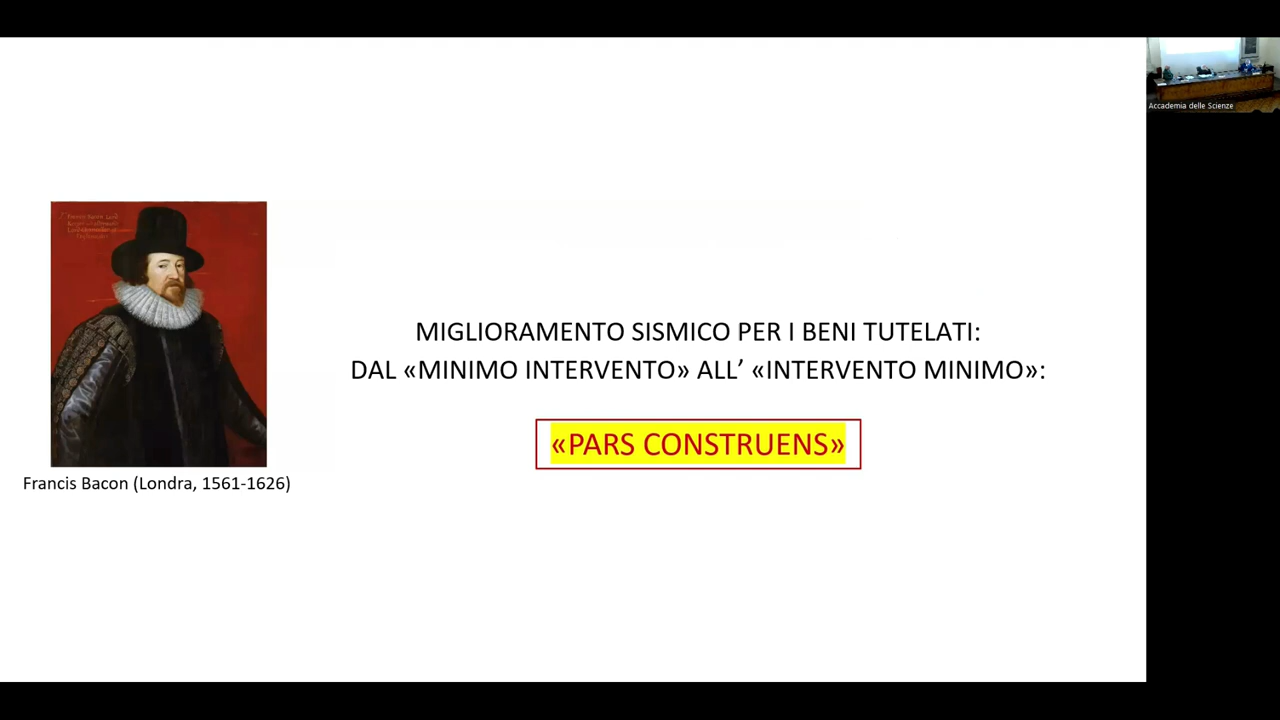 MIGLIORAMENTO SISMICO PER I BENI TUTELATI:
DAL «MINIMO INTERVENTO» ALL’ «INTERVENTO MINIMO»:
«PARS CONSTRUENS»
Francis Bacon (Londra, 1561-1626)
Accademia delle Scienze